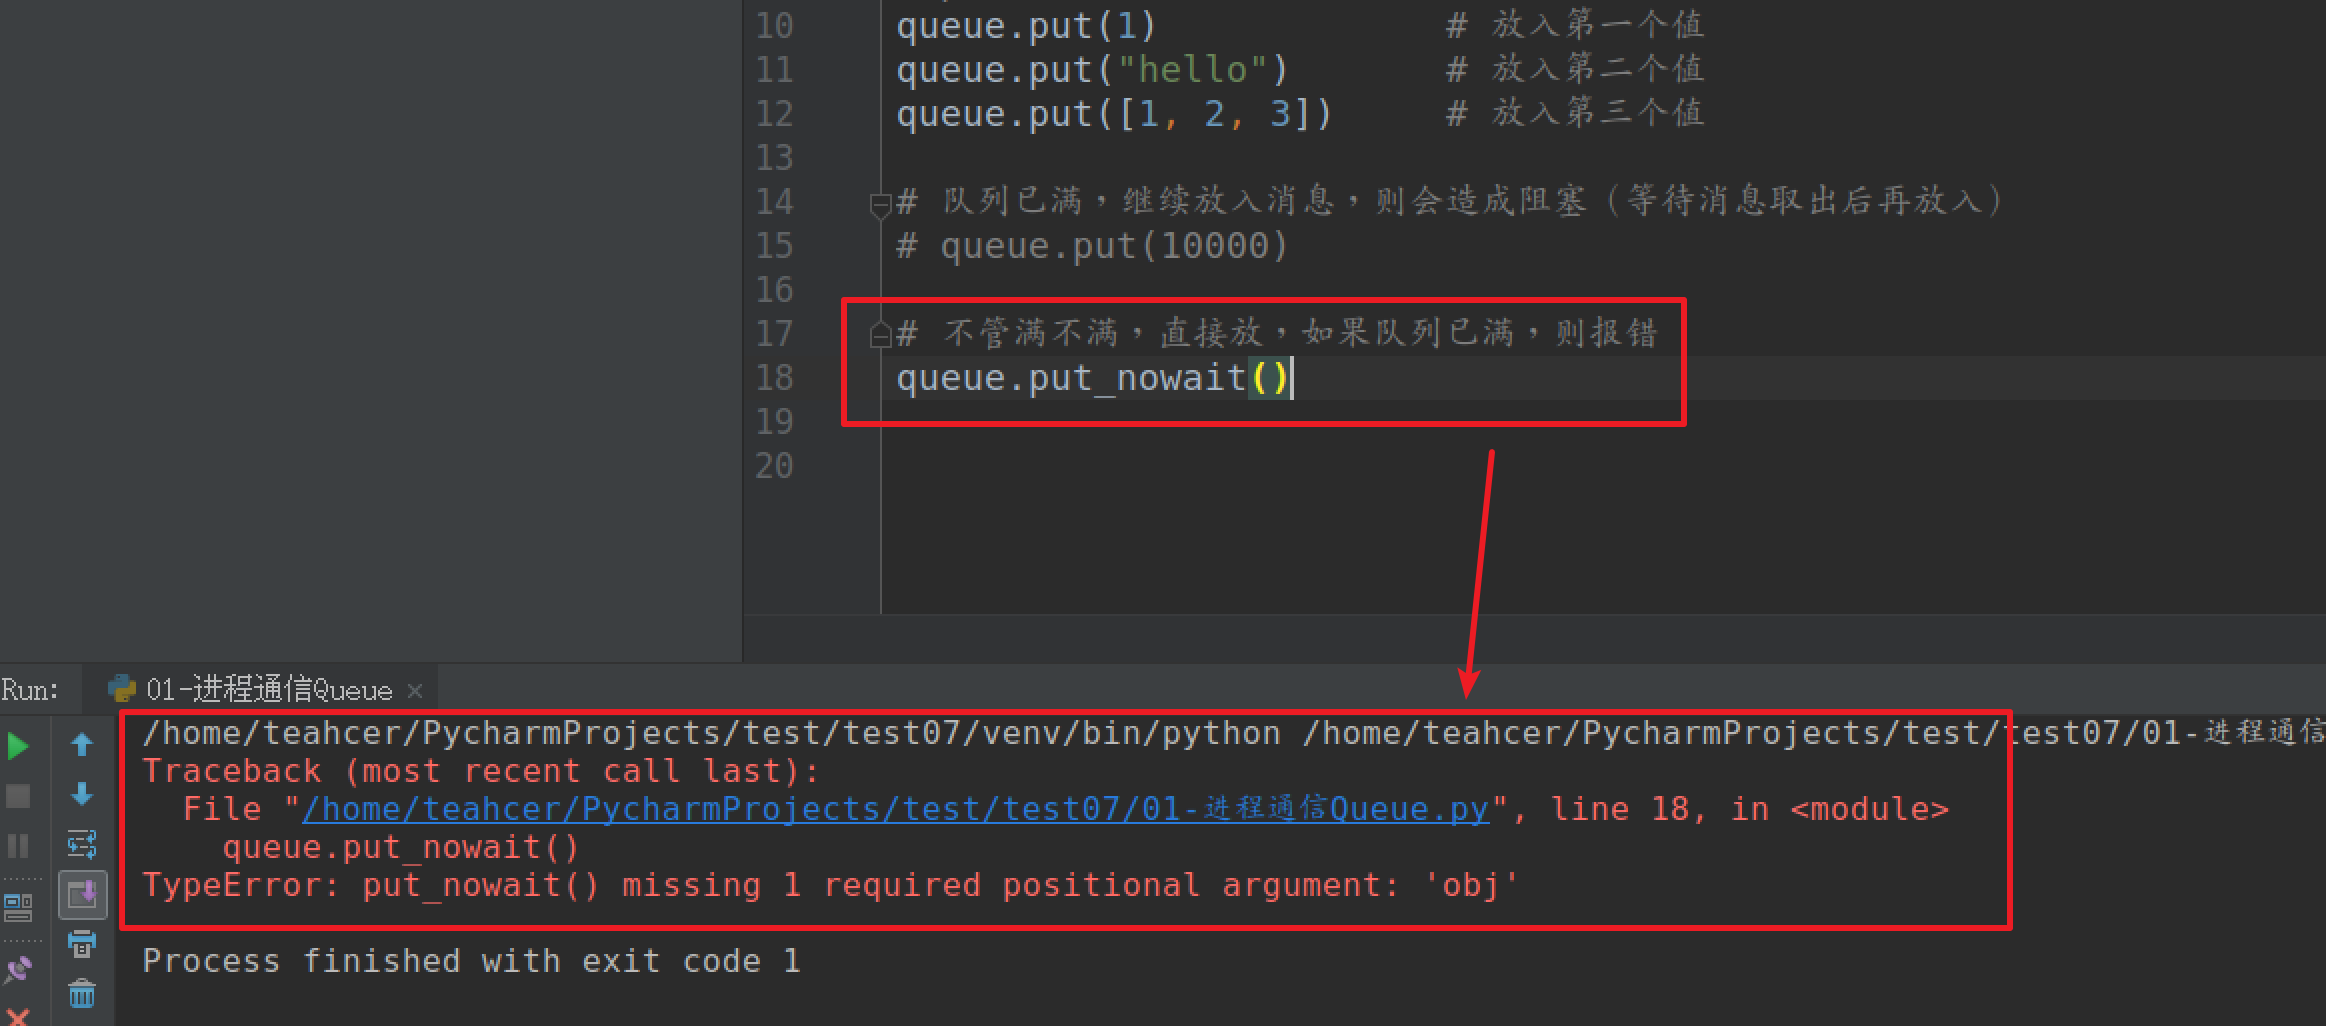 10 queue.put(1) # 放入第一个值
11 queue.put("hello") # 放入第二个值
12 queue.put([1, 2, 3]) # 放入第三个值
13
14 # 队列已满，继续放入消息，则会造成阻塞（等待消息取出后再放入）
15 # queue.put(10000)
16
17 # 不管满不满，直接放，如果队列已满，则报错
18 queue.put_nowait()
19
20
Run: 01-进程通信Queue ×
/home/teahcer/PycharmProjects/test/test07/venv/bin/python /home/teahcer/PycharmProjects/test/test07/01-进程通信
Traceback (most recent call last):
File "/home/teahcer/PycharmProjects/test/test07/01-进程通信Queue.py", line 18, in <module>
queue.put_nowait()
TypeError: put_nowait() missing 1 required positional argument: 'obj'
Process finished with exit code 1